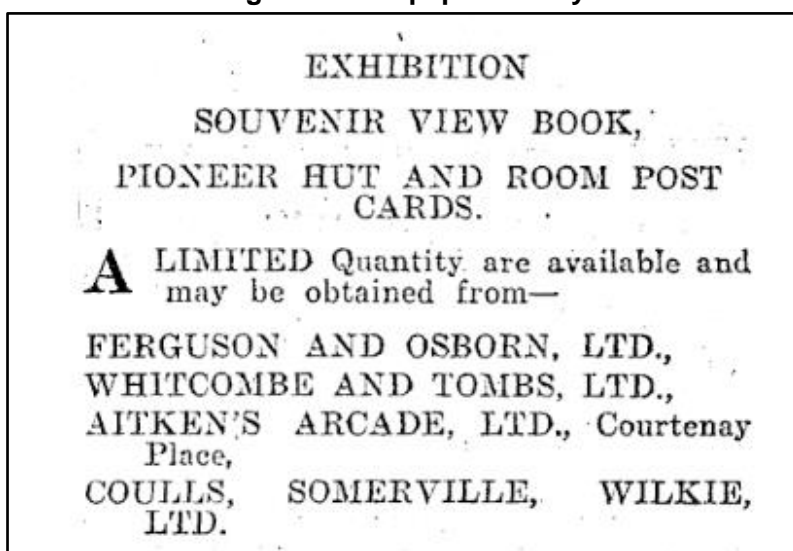 EXHIBITION
SOUVENIR VIEW BOOK,
PIONEER HUT AND ROOM POST
CARDS.
A LIMITED Quantity are available and
may be obtained from—
FERGUSON AND OSBORN, LTD.,
WHITCOMBE AND TOMBS, LTD.,
AITKEN'S ARCADE, LTD., Courtenay
Place,
COULLS, SOMERVILLE, WILKIE,
LTD.